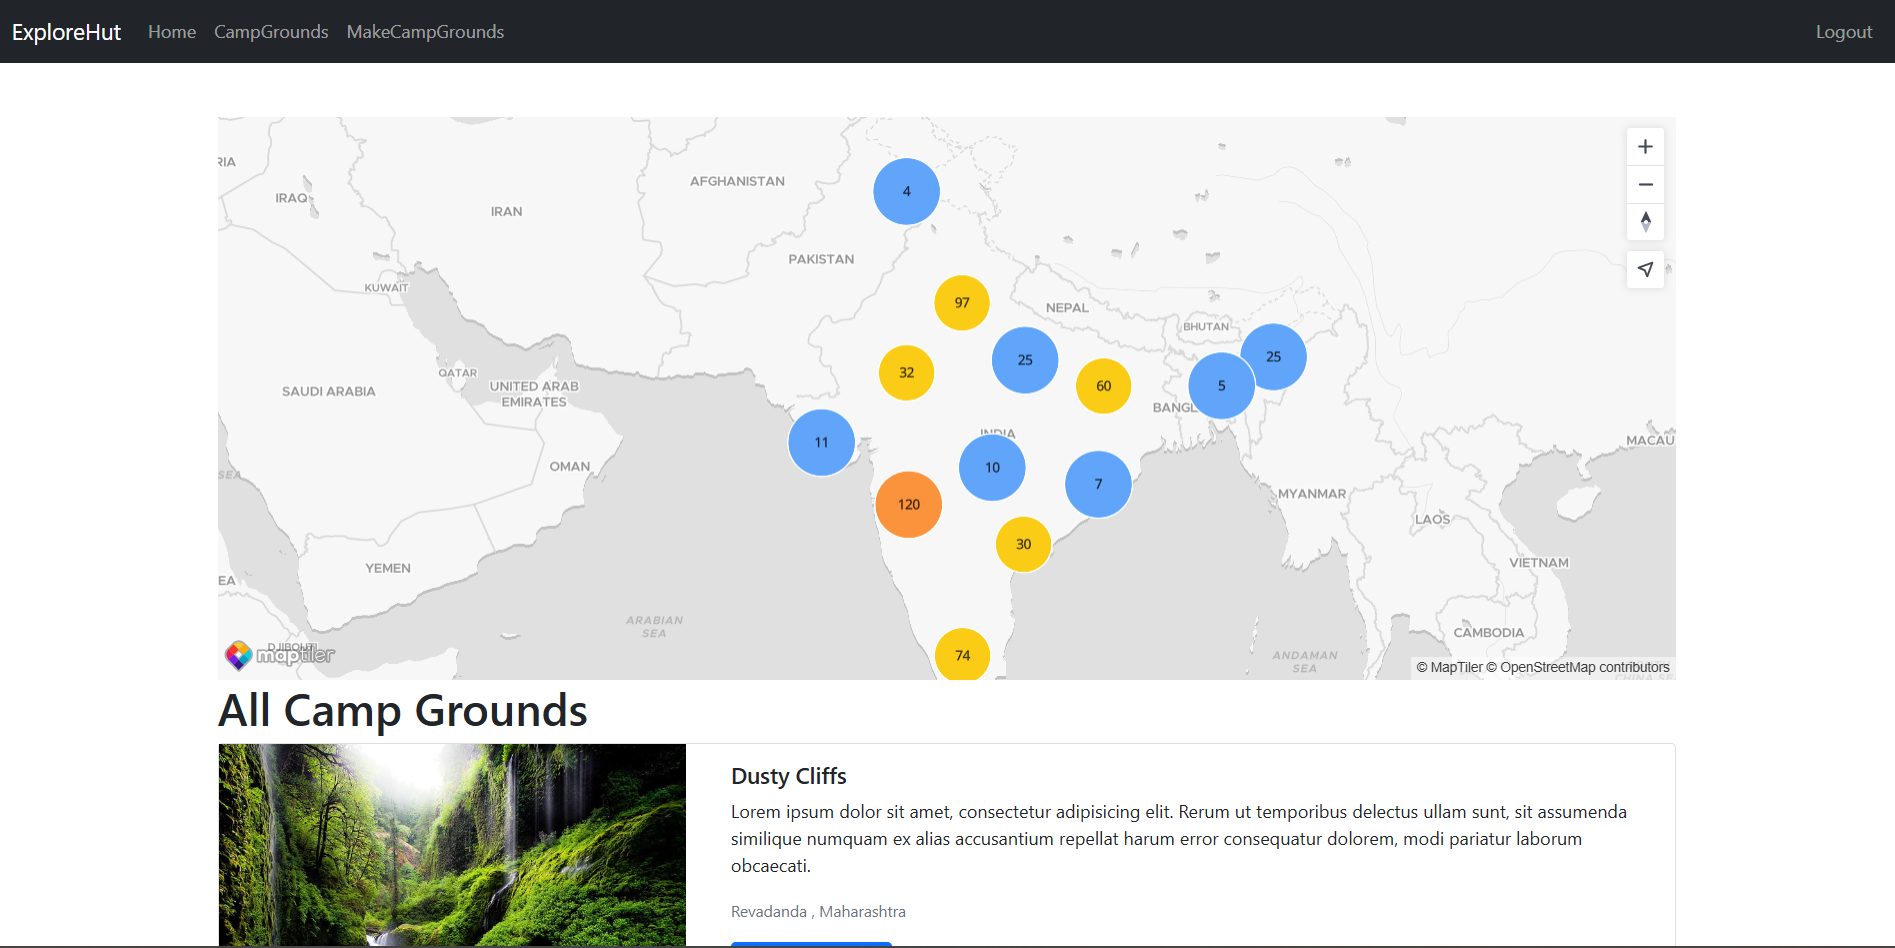 ExploreHut Home CampGrounds MakeCampGrounds Logout
IRAQ
IRAN
AFGHANISTAN
4
PAKISTAN
KUWAIT
97
NEPAL
BHUTAN
SAUDI ARABIA
QATAR
UNITED ARAB
EMIRATES
32
25
60
5
25
BANGL
11
INDIA
10
7
MACAU
OMAN
SEA
120
MYANMAR
LAOS
30
YEMEN
EA
VIETNAM
ARABIAN
SEA
74
ANDAMAN
SEA
CAMBODIA
DJIBOUTI
maptiler
© MapTiler © OpenStreetMap contributors
CHINA SE
All Camp Grounds
Dusty Cliffs
Lorem ipsum dolor sit amet, consectetur adipisicing elit. Rerum ut temporibus delectus ullam sunt, sit assumenda
similique numquam ex alias accusantium repellat harum error consequatur dolorem, modi pariatur laborum
obcaecati.
Revadanda , Maharashtra